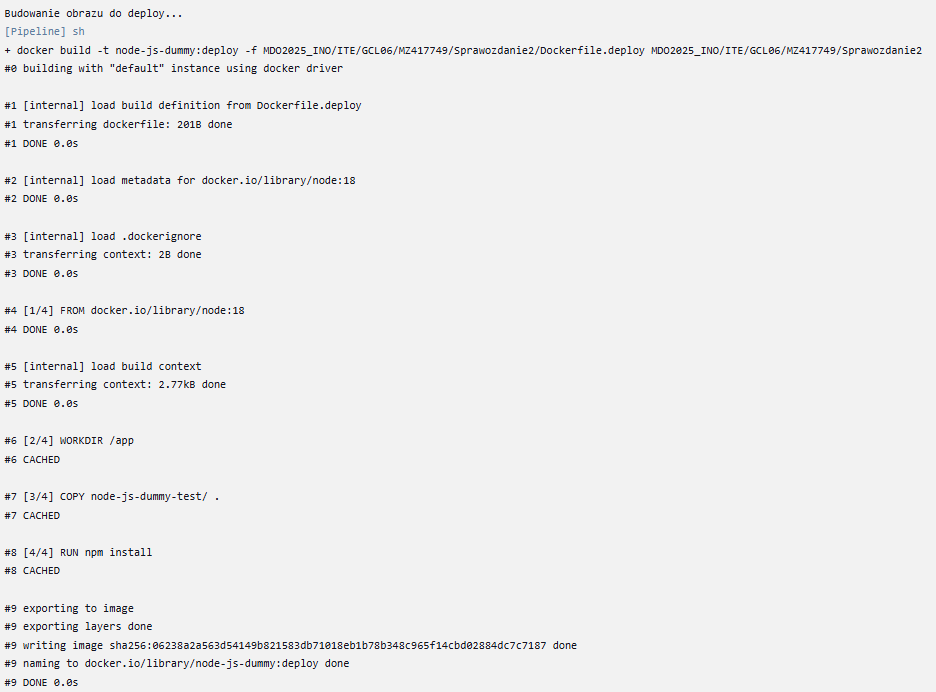 Budowanie obrazu do deploy...
[Pipeline] sh
+ docker build -t node-js-dummy:deploy -f MDO2025_INO/ITE/GCL06/MZ417749/Sprawozdanie2/Dockerfile.deploy MDO2025_INO/ITE/GCL06/MZ417749/Sprawozdanie2
#0 building with "default" instance using docker driver
#1 [internal] load build definition from Dockerfile.deploy
#1 transferring dockerfile: 201B done
#1 DONE 0.0s
#2 [internal] load metadata for docker.io/library/node:18
#2 DONE 0.0s
#3 [internal] load .dockerignore
#3 transferring context: 2B done
#3 DONE 0.0s
#4 [1/4] FROM docker.io/library/node:18
#4 DONE 0.0s
#5 [internal] load build context
#5 transferring context: 2.77kB done
#5 DONE 0.0s
#6 [2/4] WORKDIR /app
#6 CACHED
#7 [3/4] COPY node-js-dummy-test/ .
#7 CACHED
#8 [4/4] RUN npm install
#8 CACHED
#9 exporting to image
#9 exporting layers done
#9 writing image sha256:06238a2a563d54149b821583db71018eb1b78b348c965f14cbd02884dc7c7187 done
#9 naming to docker.io/library/node-js-dummy:deploy done
#9 DONE 0.0s